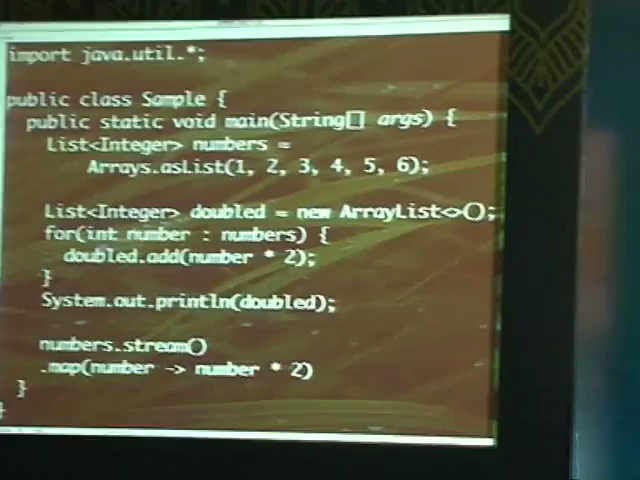 import java.util.*;
public class Sample {
public static void main(String[] args) {
List<Integer> numbers =
Arrays.asList(1, 2, 3, 4, 5, 6);
List<Integer> doubled = new ArrayList<>();
for(int number : numbers) {
doubled.add(number * 2);
}
System.out.println(doubled);
numbers.stream()
.map(number -> number * 2)
}
}